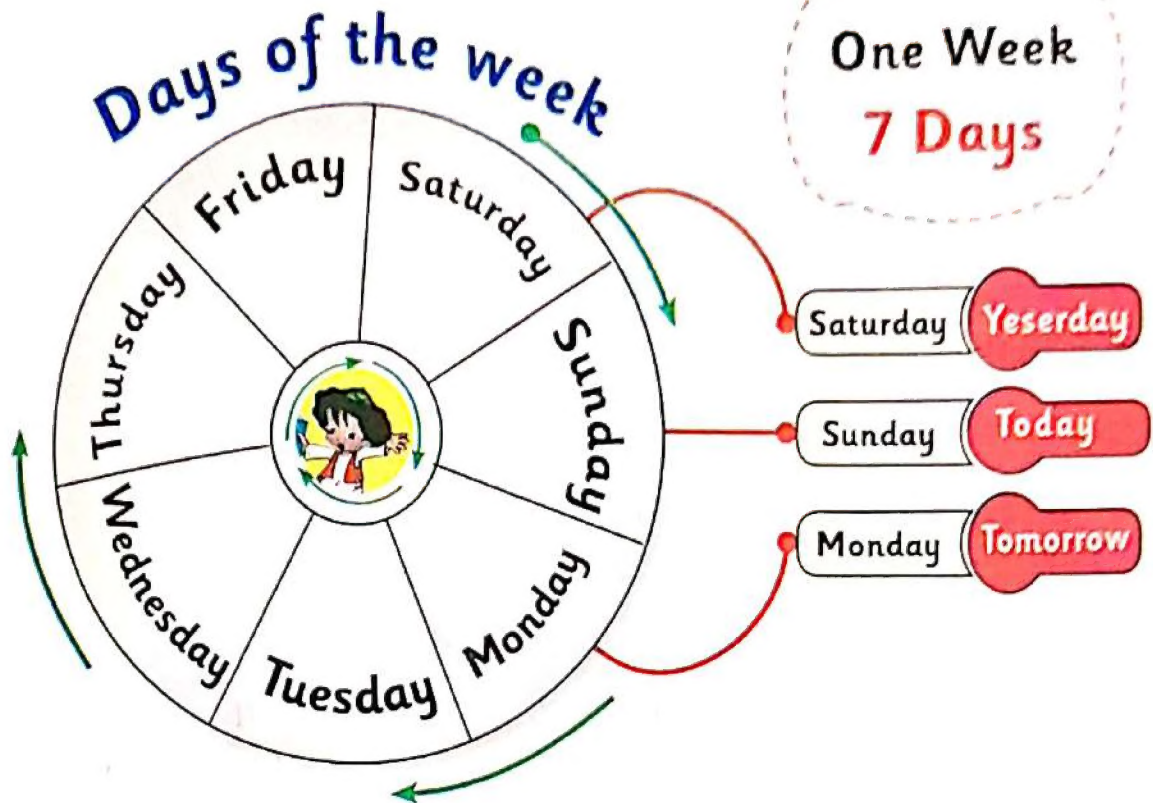 Days of the week
One Week
7 Days
Friday
Saturday
Sunday
Monday
Tuesday
Wednesday
Thursday
Saturday Yeserday
Sunday Today
Monday Tomorrow